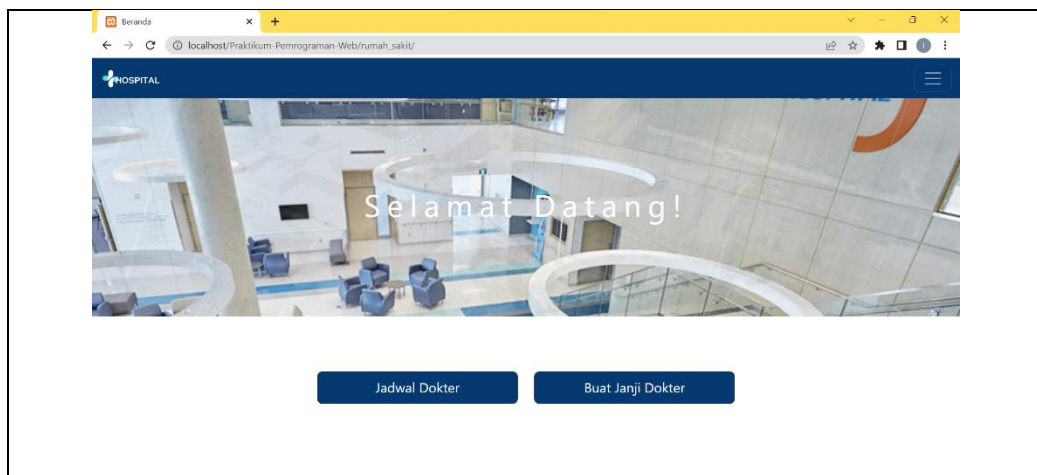 Beranda
localhost/Praktikum-Pemrograman-Web/rumah_sakit/
HOSPITAL
Selamat Datang!
Jadwal Dokter
Buat Janji Dokter